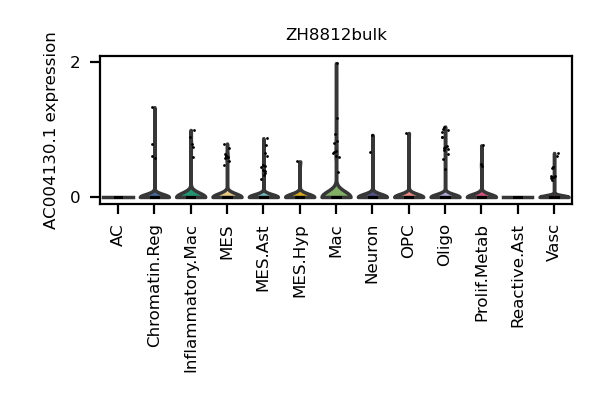 ZH8812bulk
AC004130.1 expression
2
0
AC
Chromatin.Reg
Inflammatory.Mac
MES
MES.Ast
MES.Hyp
Mac
Neuron
OPC
Oligo
Prolif.Metab
Reactive.Ast
Vasc